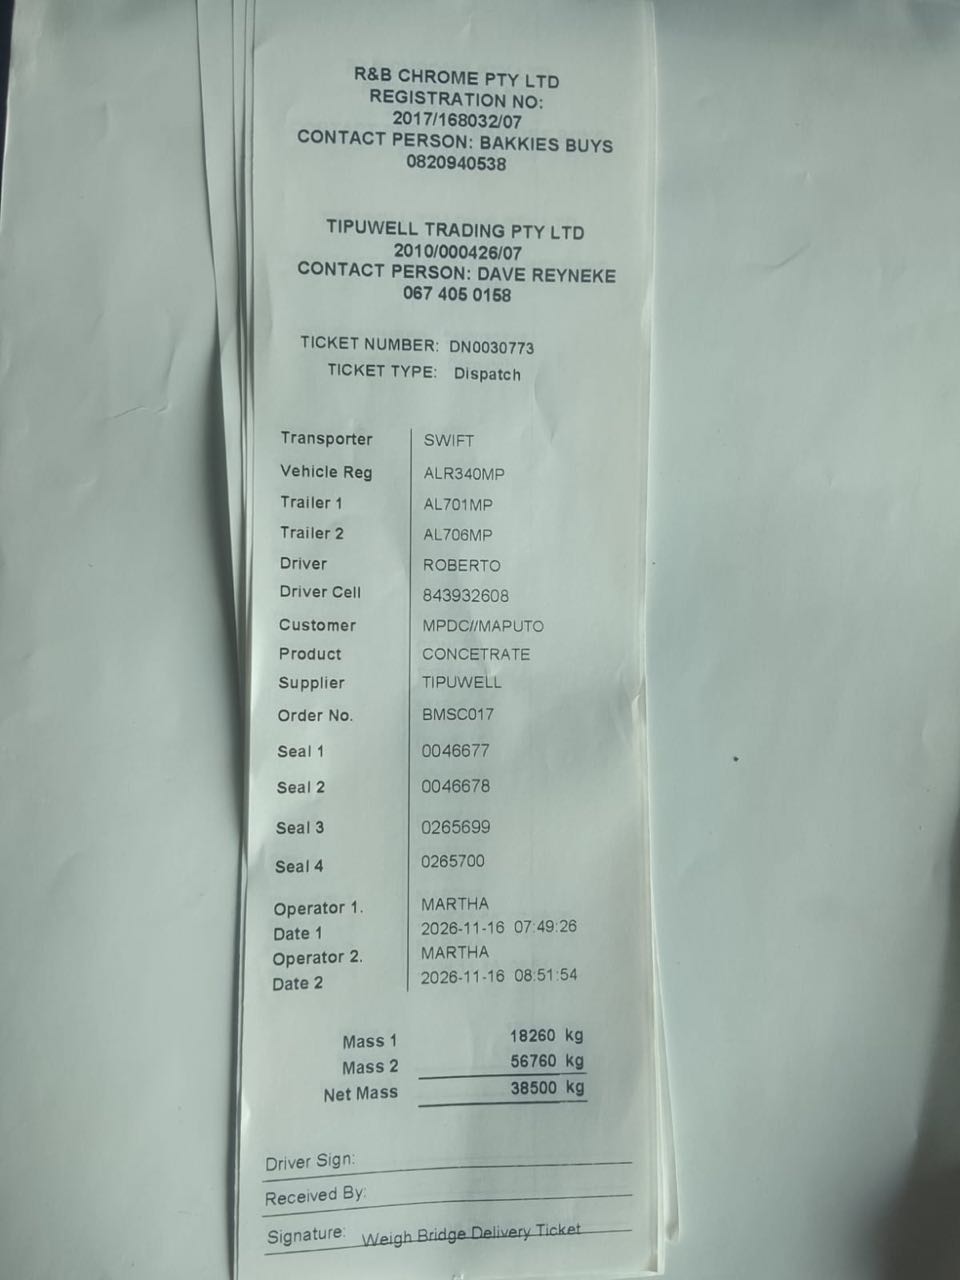 R&B CHROME PTY LTD
REGISTRATION NO:
2017/168032/07
CONTACT PERSON: BAKKIES BUYS
0820940538
TIPUWELL TRADING PTY LTD
2010/000426/07
CONTACT PERSON: DAVE REYNEKE
067 405 0158
TICKET NUMBER: DN0030773
TICKET TYPE: Dispatch
Transporter SWIFT
Vehicle Reg ALR340MP
Trailer 1 AL701MP
Trailer 2 AL706MP
Driver ROBERTO
Driver Cell 843932608
Customer MPDC//MAPUTO
Product CONCETRATE
Supplier TIPUWELL
Order No. BMSC017
Seal 1 0046677
Seal 2 0046678
Seal 3 0265699
Seal 4 0265700
Operator 1. MARTHA
Date 1 2026-11-16 07:49:26
Operator 2. MARTHA
Date 2 2026-11-16 08:51:54
Mass 1 18260 kg
Mass 2 56760 kg
Net Mass 38500 kg
Driver Sign:
Received By:
Signature: Weigh Bridge Delivery Ticket